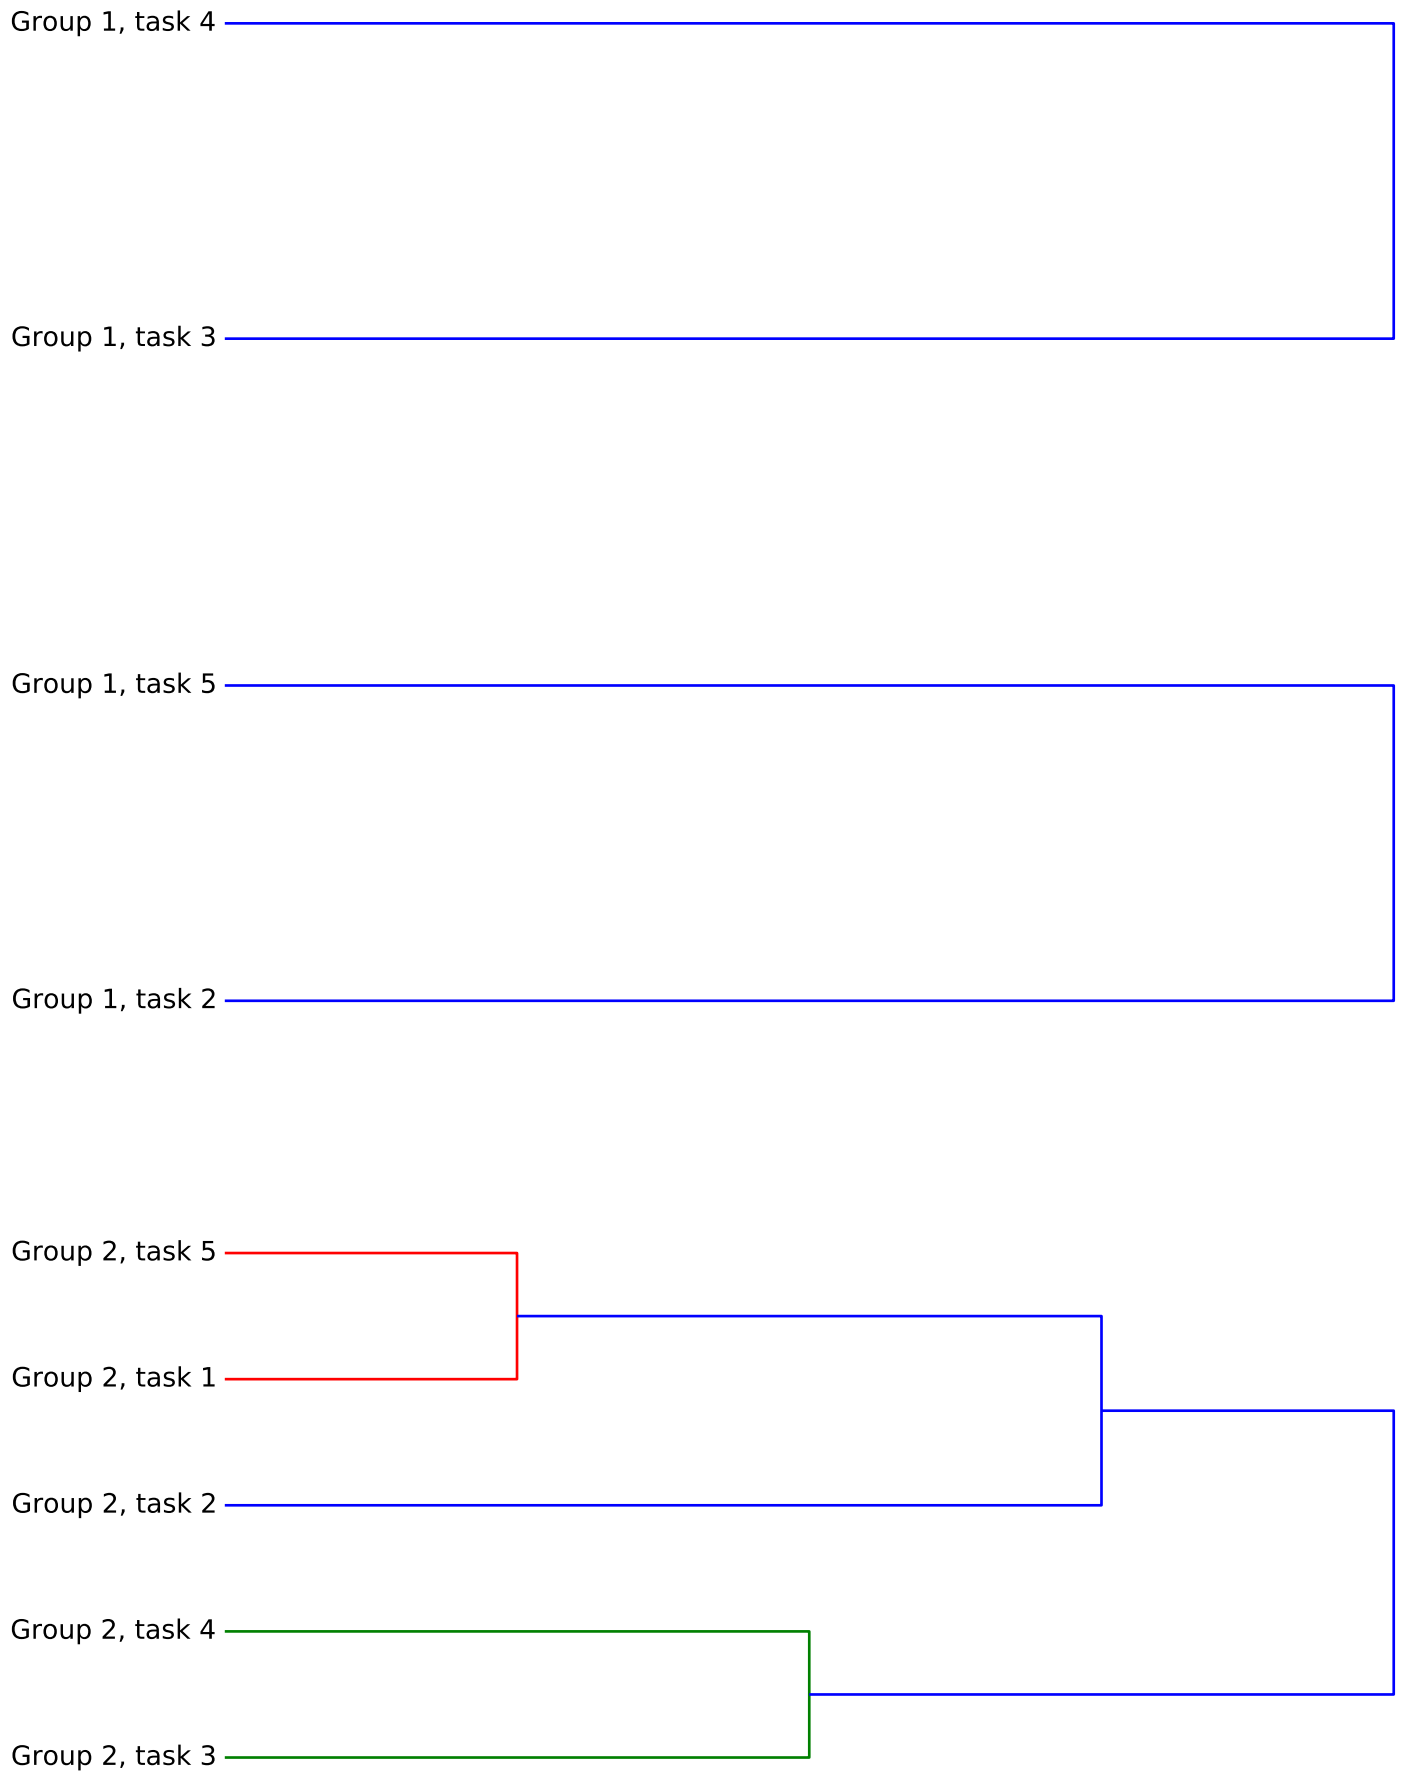 Group 1, task 4
Group 1, task 3
Group 1, task 5
Group 1, task 2
Group 2, task 5
Group 2, task 1
Group 2, task 2
Group 2, task 4
Group 2, task 3